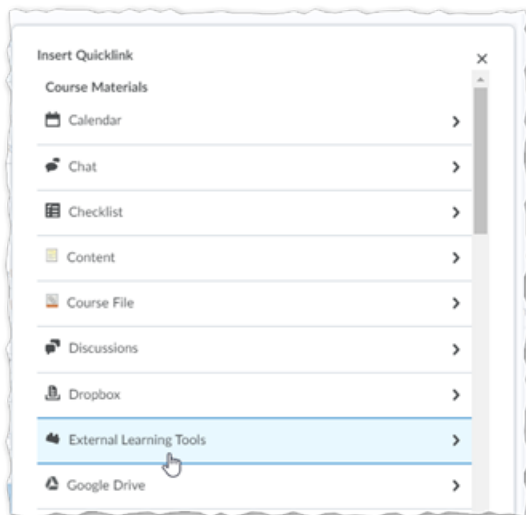 Insert Quicklink
Course Materials
Calendar
Chat
Checklist
Content
Course File
Discussions
Dropbox
External Learning Tools
Google Drive